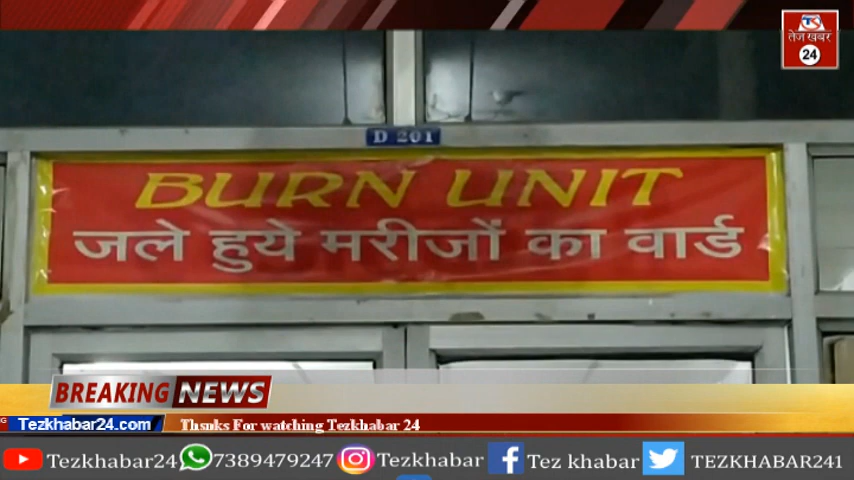 TK
तेज खबर
24
D 201
BURN UNIT
जले हुये मरीजों का वार्ड
BREAKING NEWS
Tezkhabar24.com
Thsnks For watching Tezkhabar 24
Tezkhabar24 7389479247 Tezkhabar Tez khabar TEZKHABAR241